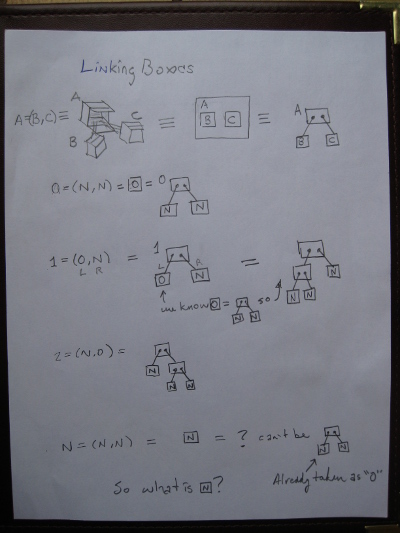 Linking Boxes
A=(B,C) ≡ A B C ≡ A B C ≡ A B C
0=(N,N) = 0 = 0 N N
1=(0,N) = 1 L R 0 N = N N N
L R
we know 0 = N N so
2=(N,0) = N N N
N=(N,N) = N = ? can't be N N
Already taken as "0"
So what is N?